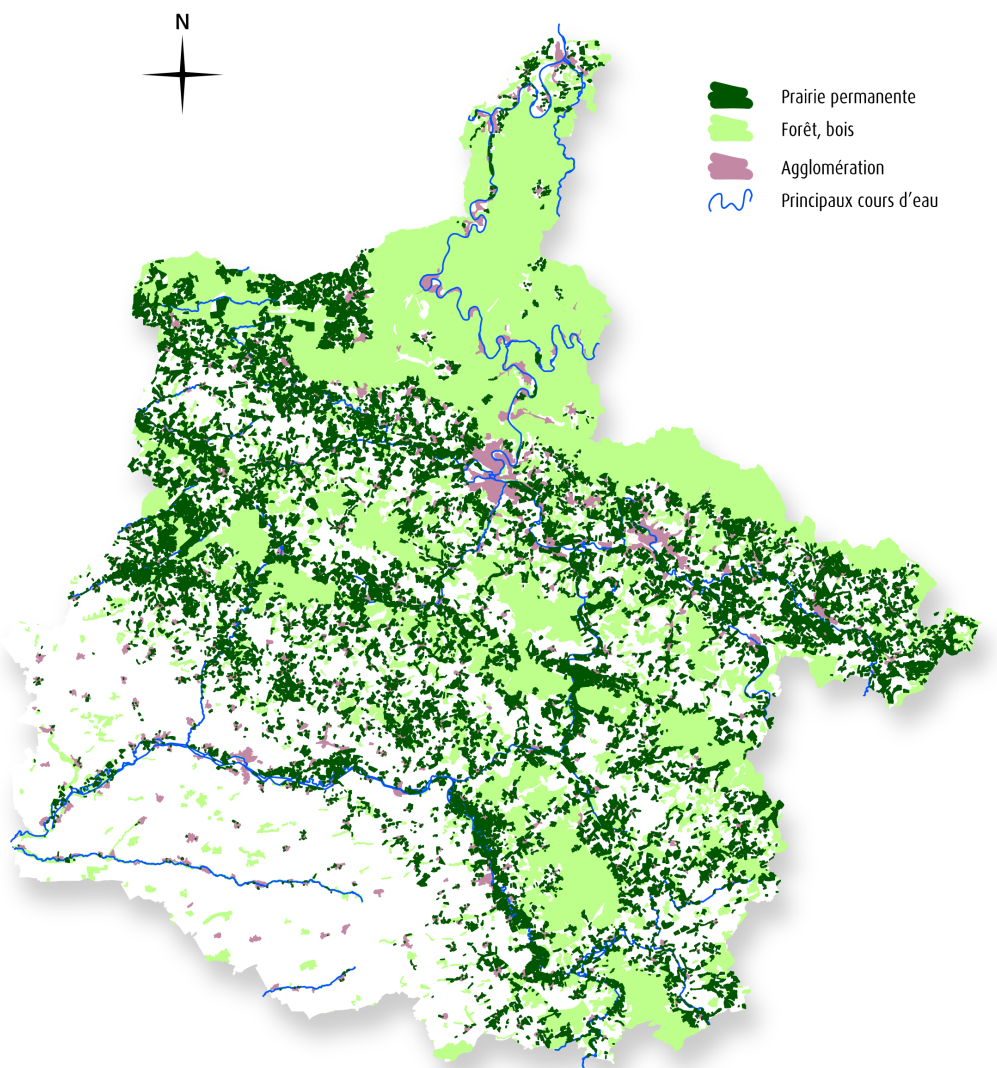 N
Prairie permanente
Forêt, bois
Agglomération
Principaux cours d’eau